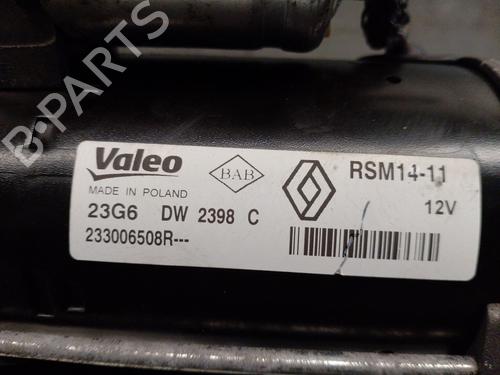 B-PARTS
Valeo
BAB
RSM14-11
MADE IN POLAND
12V
23G6 DW 2398 C
233006508R---